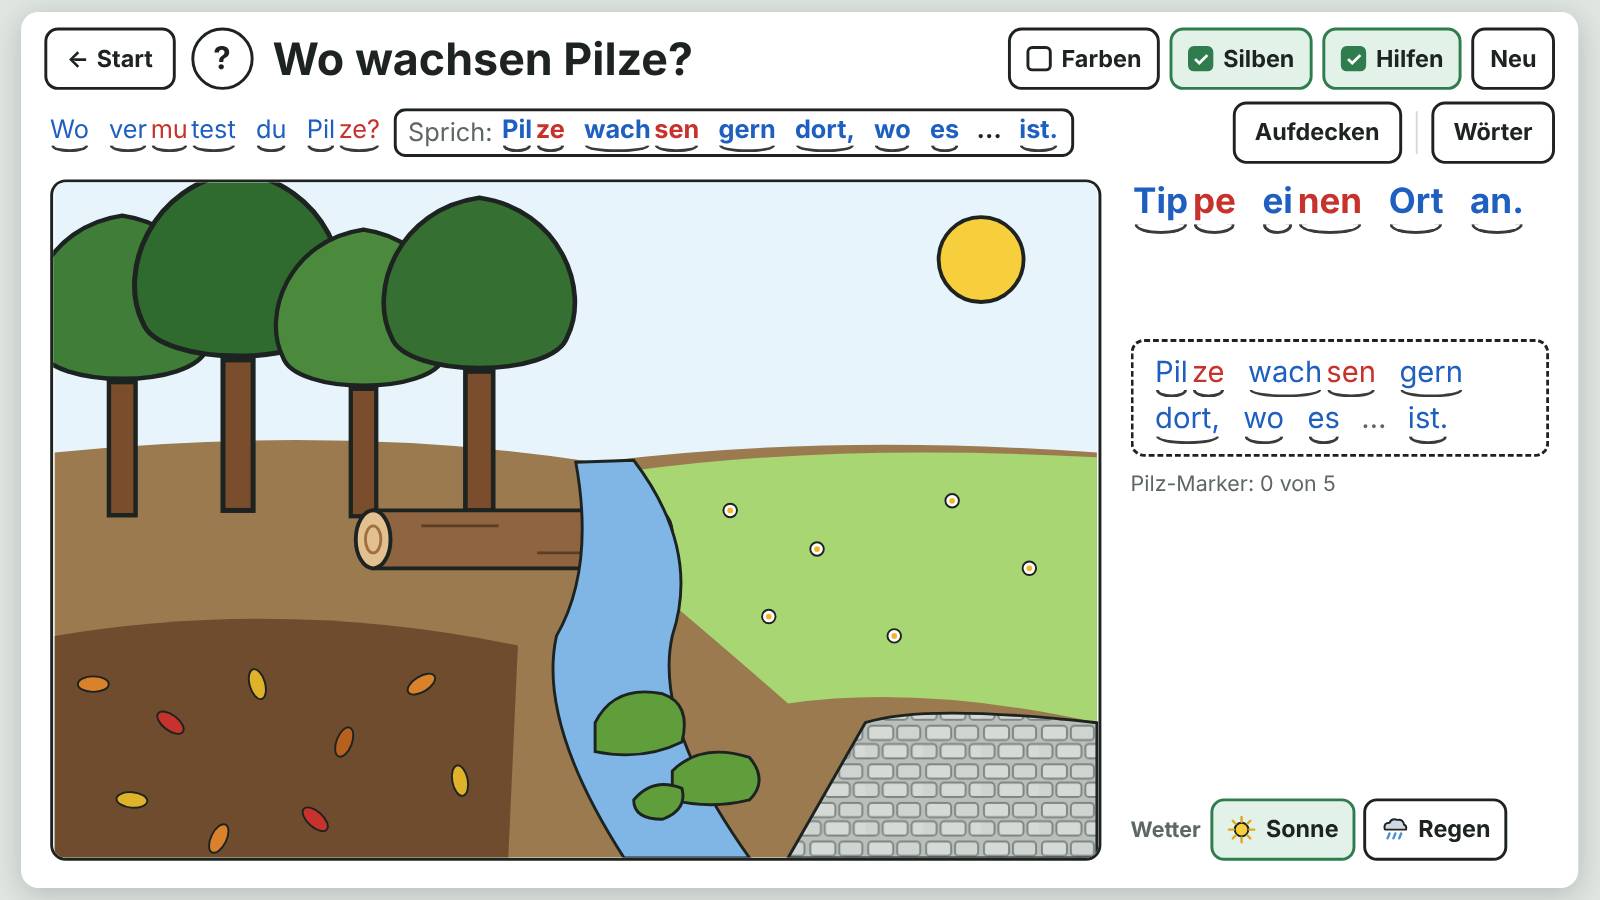 ← Start ? Wo wachsen Pilze? Farben Silben Hilfen Neu
Wo vermutest du Pilze? Sprich: Pilze wachsen gern dort, wo es ... ist. Aufdecken Wörter
Tippe einen Ort an.
Pilze wachsen gern
dort, wo es ... ist.
Pilz-Marker: 0 von 5
Wetter Sonne Regen